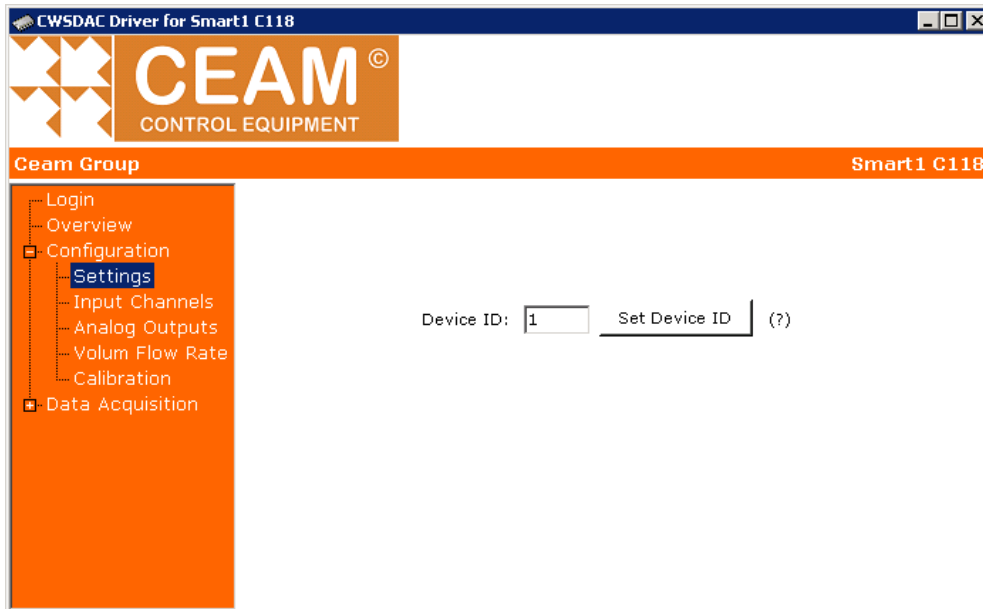 CWSDAC Driver for Smart1 C118
CEAM ©
CONTROL EQUIPMENT
Ceam Group Smart1 C118
Login
Overview
Configuration
Settings
Input Channels
Analog Outputs
Volum Flow Rate
Calibration
Data Acquisition
Device ID: 1 Set Device ID (?)